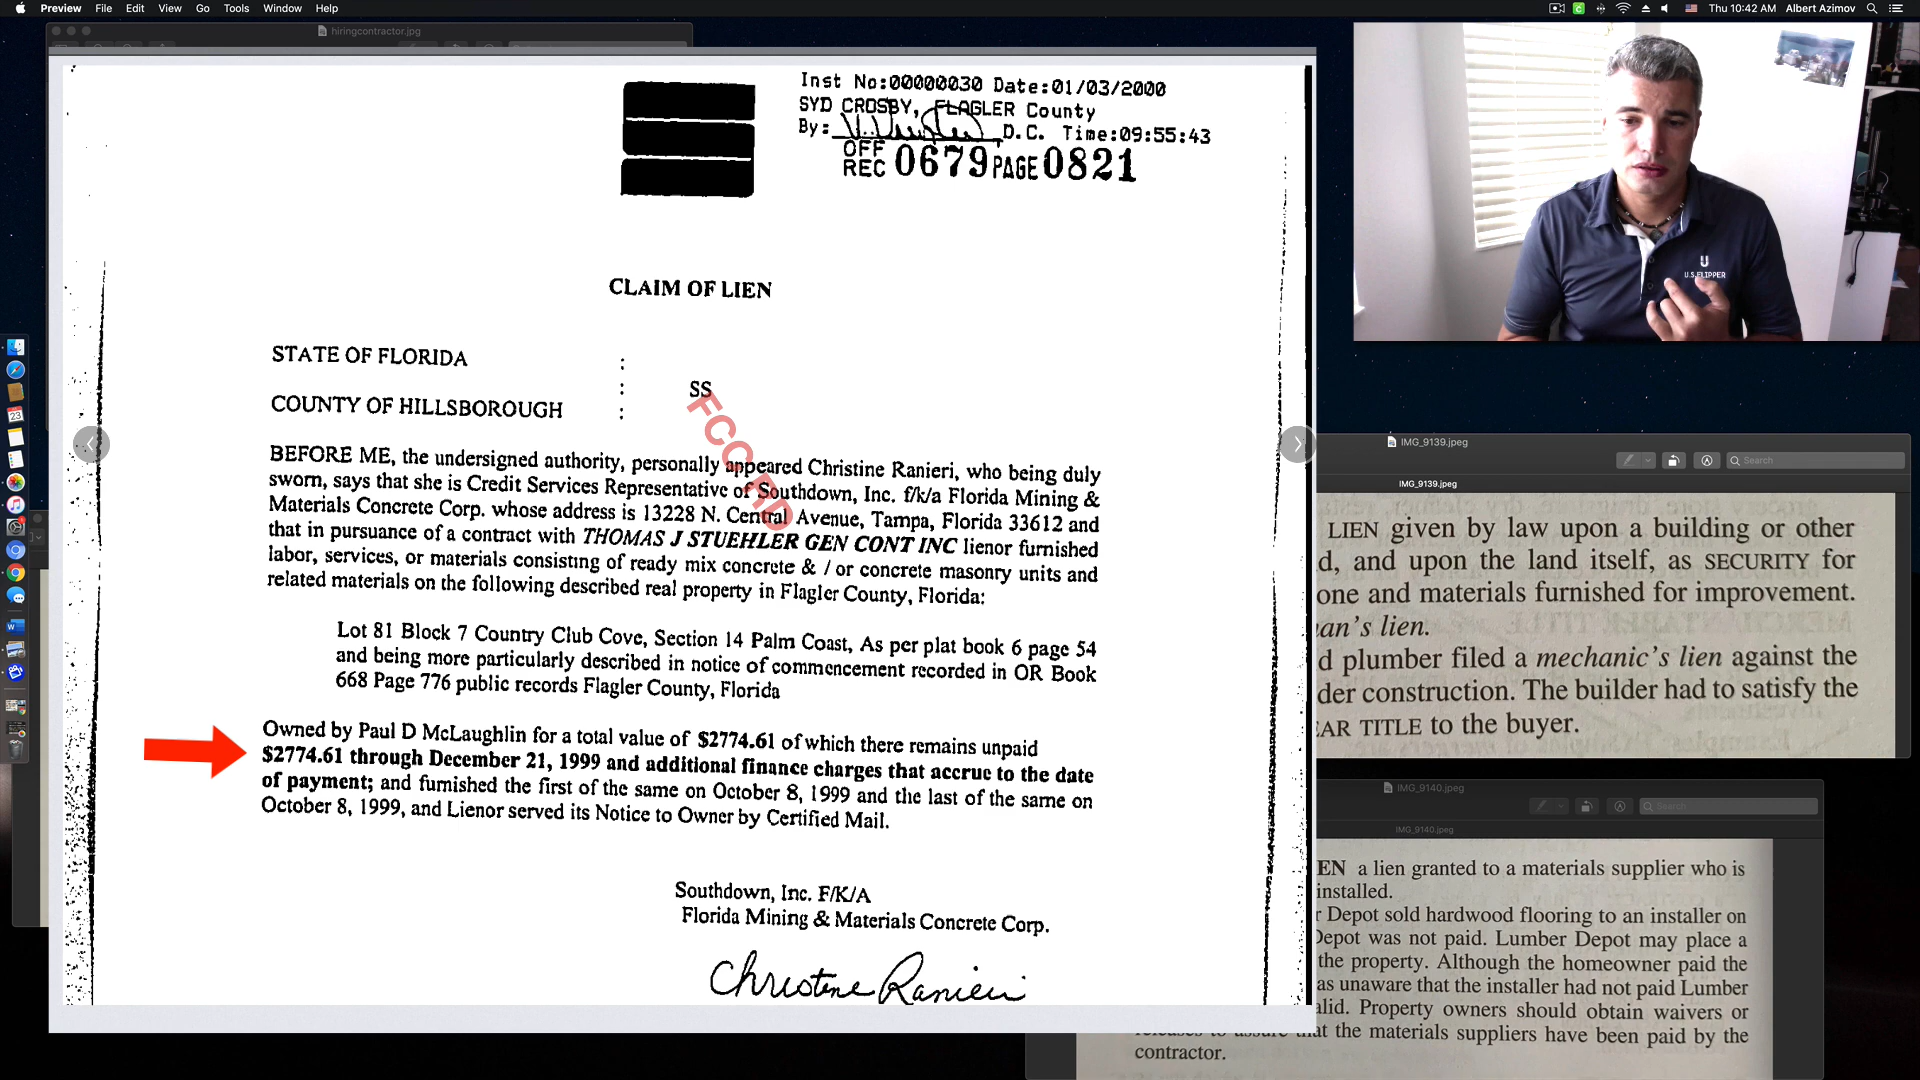 Preview File Edit View Go Tools Window Help
Thu 10:42 AM Albert Azimov
hiringcontractor.jpg
Inst No:00000030 Date:01/03/2000
SYD CROSBY, FLAGLER County
By: D.C. Time:09:55:43
OFF
REC 0679 PAGE 0821
CLAIM OF LIEN
STATE OF FLORIDA :
: SS
COUNTY OF HILLSBOROUGH :
FCC RD
BEFORE ME, the undersigned authority, personally appeared Christine Ranieri, who being duly
sworn, says that she is Credit Services Representative of Southdown, Inc. f/k/a Florida Mining &
Materials Concrete Corp. whose address is 13228 N. Central Avenue, Tampa, Florida 33612 and
that in pursuance of a contract with THOMAS J STUEHLER GEN CONT INC lienor furnished
labor, services, or materials consisting of ready mix concrete & / or concrete masonry units and
related materials on the following described real property in Flagler County, Florida:
Lot 81 Block 7 Country Club Cove, Section 14 Palm Coast, As per plat book 6 page 54
and being more particularly described in notice of commencement recorded in OR Book
668 Page 776 public records Flagler County, Florida
Owned by Paul D McLaughlin for a total value of $2774.61 of which there remains unpaid
$2774.61 through December 21, 1999 and additional finance charges that accrue to the date
of payment; and furnished the first of the same on October 8, 1999 and the last of the same on
October 8, 1999, and Lienor served its Notice to Owner by Certified Mail.
Southdown, Inc. F/K/A
Florida Mining & Materials Concrete Corp.
Christine Ranieri
U
U.S.FLIPPER
23
IMG_9139.jpeg
Search
IMG_9139.jpeg
LIEN given by law upon a building or other
d, and upon the land itself, as SECURITY for
one and materials furnished for improvement.
an's lien.
d plumber filed a mechanic's lien against the
der construction. The builder had to satisfy the
EAR TITLE to the buyer.
IMG_9140.jpeg
Search
IMG_9140.jpeg
EN a lien granted to a materials supplier who is
installed.
r Depot sold hardwood flooring to an installer on
Depot was not paid. Lumber Depot may place a
the property. Although the homeowner paid the
as unaware that the installer had not paid Lumber
alid. Property owners should obtain waivers or
releases to assure that the materials suppliers have been paid by the
contractor.